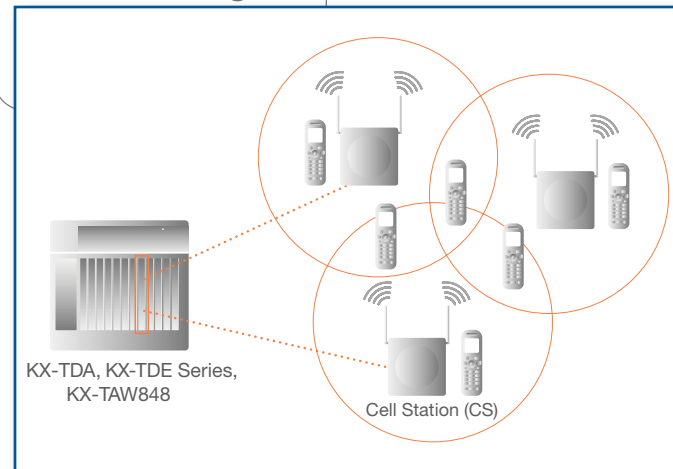 KX-TDA, KX-TDE Series,
KX-TAW848
Cell Station (CS)